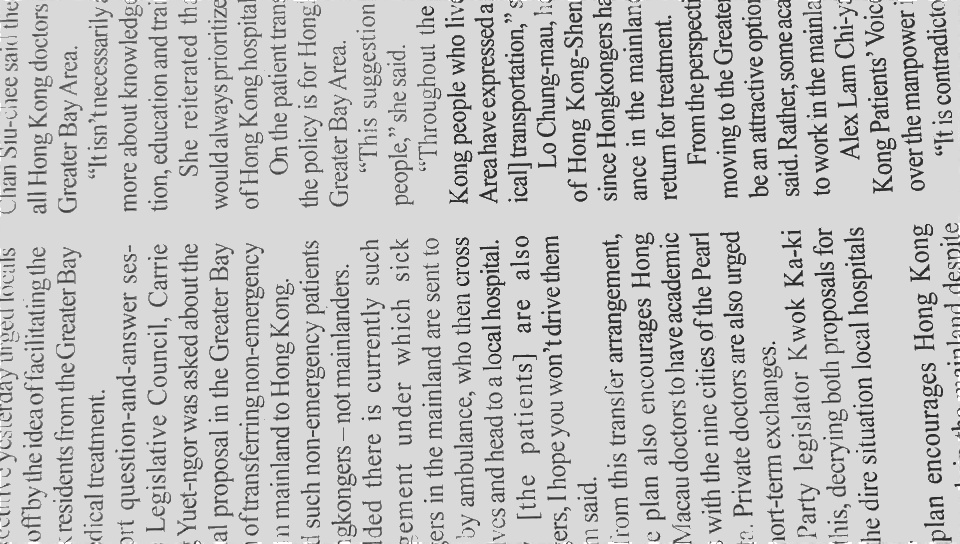 off by the idea of facilitating the
residents from the Greater Bay
edical treatment.
ort question-and-answer ses-
Legislative Council, Carrie
Yuet-ngor was asked about the
al proposal in the Greater Bay
of transferring non-emergency
m mainland to Hong Kong.
d such non-emergency patients
ngkongers – not mainlanders.
dded there is currently such
gement under which sick
gers in the mainland are sent to
by ambulance, who then cross
ves and head to a local hospital.
[the patients] are also
ers, I hope you won't drive them
m said.
from this transfer arrangement,
e plan also encourages Hong
Macau doctors to have academic
with the nine cities of the Pearl
a. Private doctors are also urged
ort-term exchanges.
Party legislator Kwok Ka-ki
this, decrying both proposals for
the dire situation local hospitals
plan encourages Hong Kong
Chan Siu-chee said the
all Hong Kong doctors
Greater Bay Area.
"It isn't necessarily a
more about knowledge
tion, education and trai
She reiterated th
would always prioritize
of Hong Kong hospital
On the patient trans
the policy is for Hong
Greater Bay Area.
"This suggestion
people," she said.
"Throughout the
Kong people who live
Area have expressed a
ical] transportation," s
Lo Chung-mau, he
of Hong Kong-Shen
since Hongkongers ha
ance in the mainland
return for treatment.
From the perspecti
moving to the Greater
be an attractive option
said. Rather, some aca
to work in the mainla
Alex Lam Chi-y
Kong Patients' Voice
over the manpower i
"It is contradicto